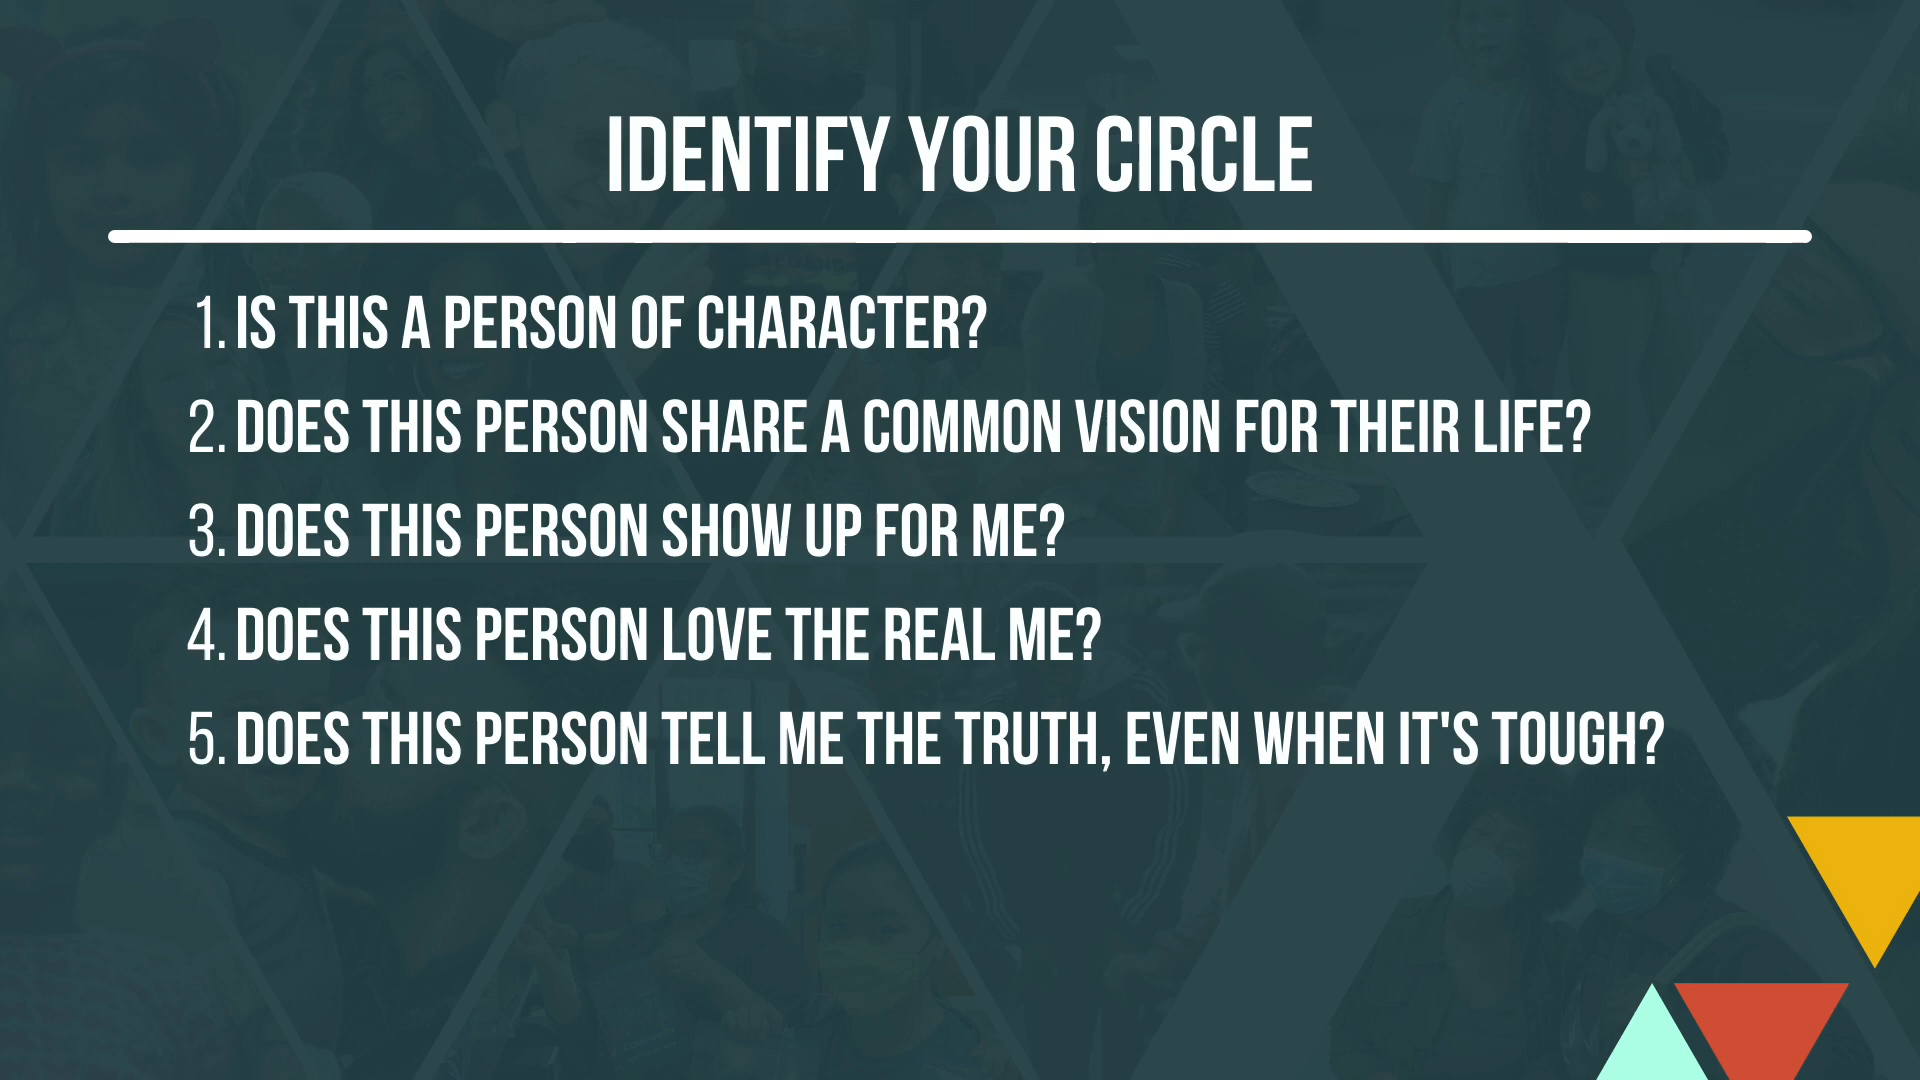 IDENTIFY YOUR CIRCLE
1. IS THIS A PERSON OF CHARACTER?
2. DOES THIS PERSON SHARE A COMMON VISION FOR THEIR LIFE?
3. DOES THIS PERSON SHOW UP FOR ME?
4. DOES THIS PERSON LOVE THE REAL ME?
5. DOES THIS PERSON TELL ME THE TRUTH, EVEN WHEN IT'S TOUGH?